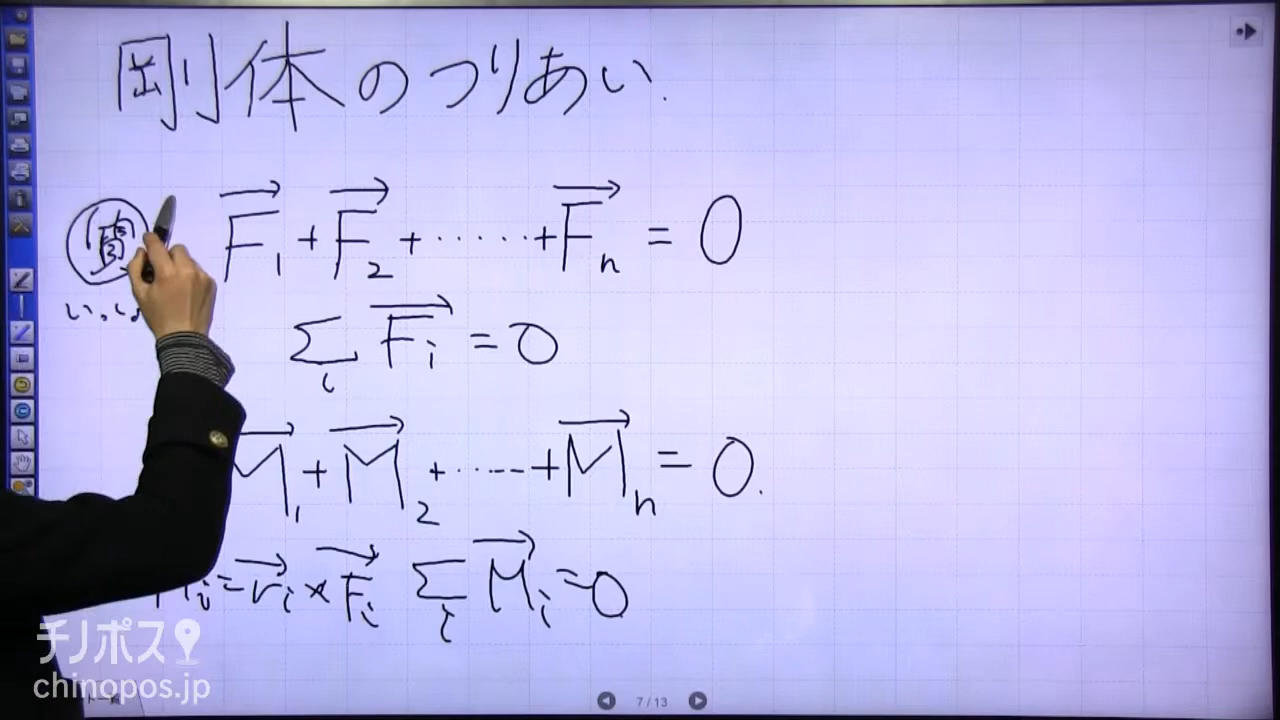 剛体のつりあい.
F₁ + F₂ + ······ + Fₙ = 0
Σᵢ Fᵢ = 0
M₁ + M₂ + ······ + Mₙ = 0.
ᵢ = rᵢ × Fᵢ Σᵢ Mᵢ = 0
チノポス
chinopos.jp
7 / 13